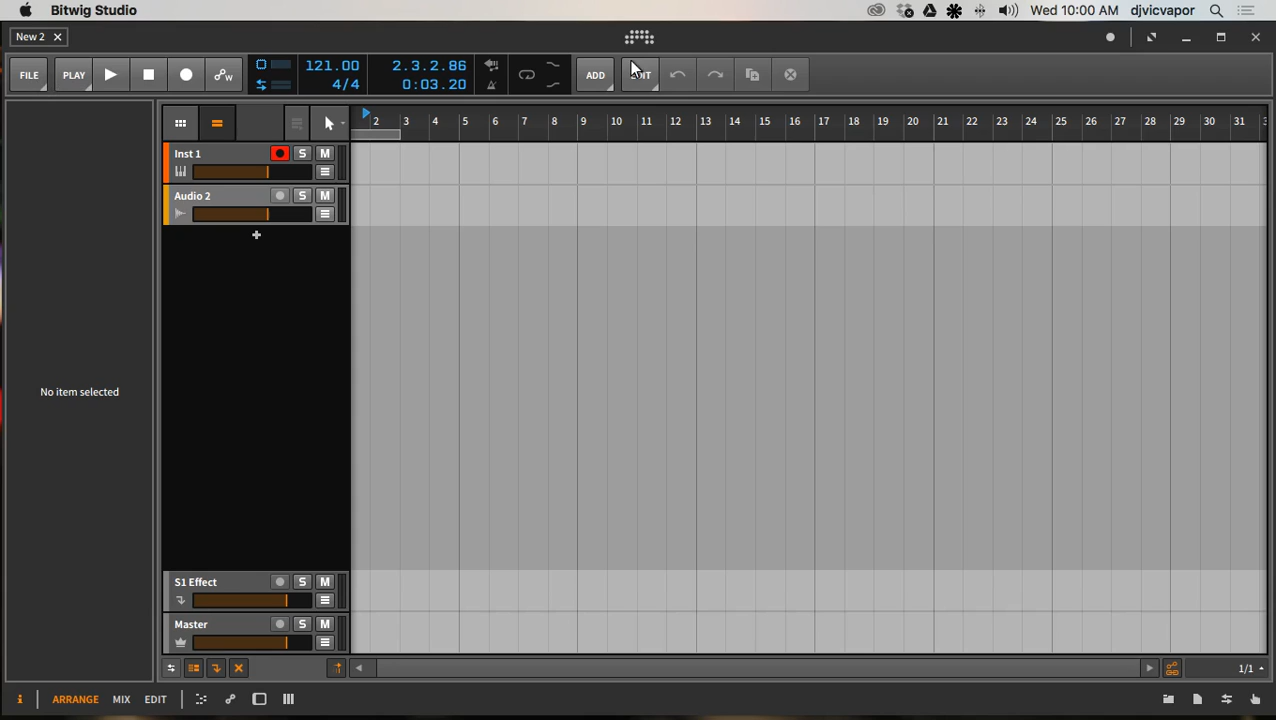 Bitwig Studio
Wed 10:00 AM djvicvapor
New 2
FILE PLAY 121.00 2.3.2.86 ADD
4/4 0:03.20
2 3 4 5 6 7 8 9 10 11 12 13 14 15 16 17 18 19 20 21 22 23 24 25 26 27 28 29 30 31
Inst 1 S M
Audio 2 S M
No item selected
S1 Effect S M
Master S M
1/1
i ARRANGE MIX EDIT